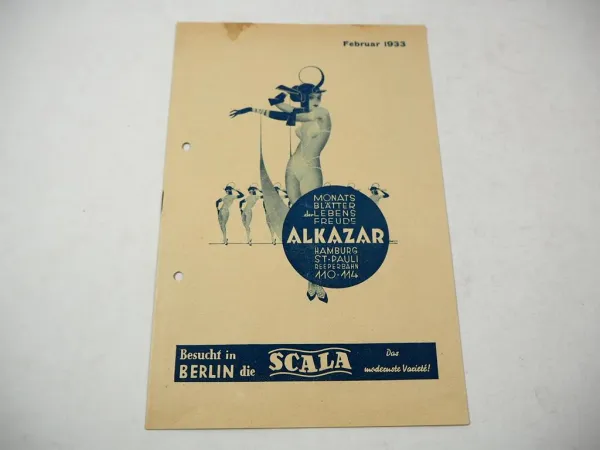 Februar 1933
MONATS
BLÄTTER
der LEBENS
FREUDE
ALKAZAR
HAMBURG
ST·PAULI
REEPERBAHN
110-114
Besucht in
BERLIN die
SCALA
Das
modernste Varieté!